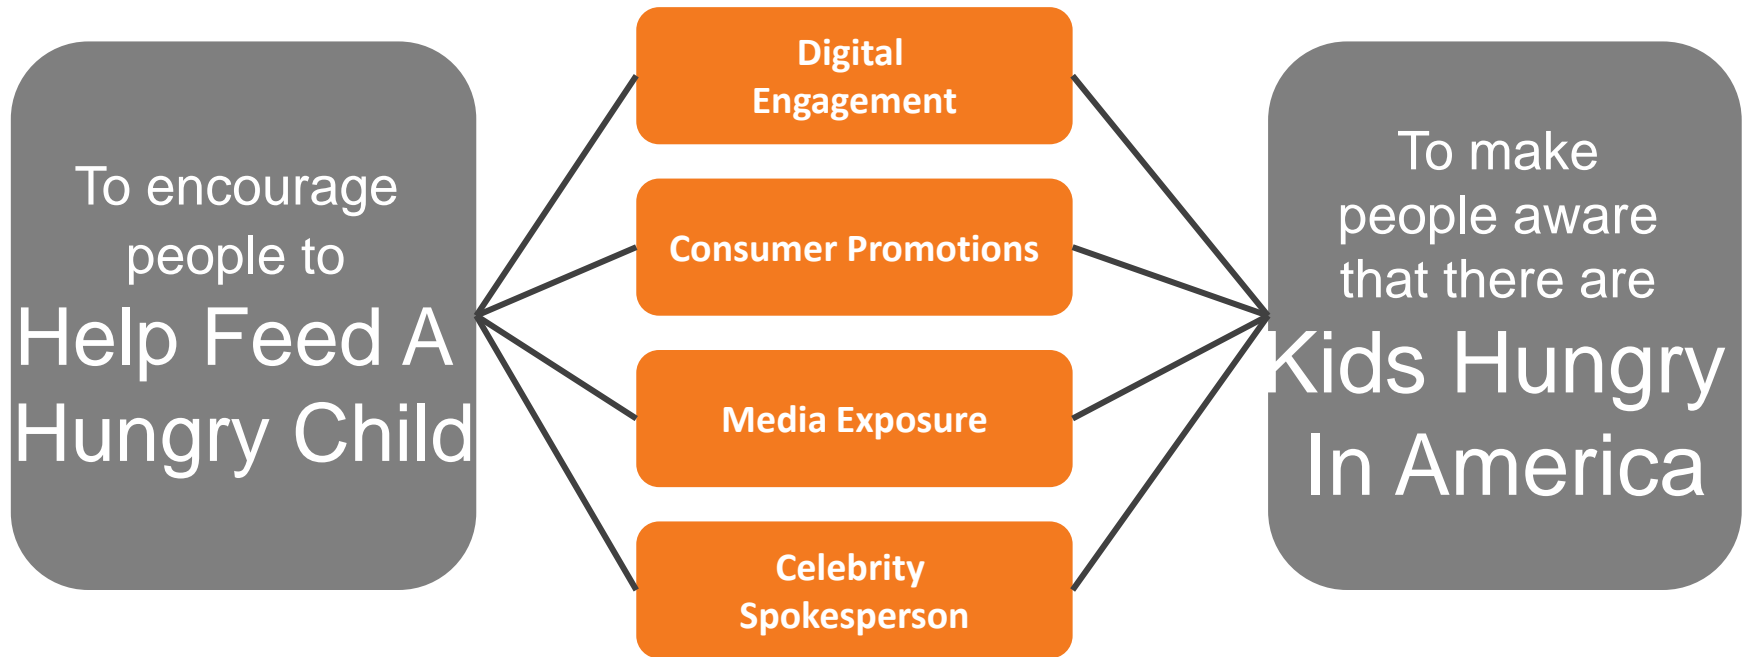 To encourage
people to
Help Feed A
Hungry Child
Digital
Engagement
Consumer Promotions
Media Exposure
Celebrity
Spokesperson
To make
people aware
that there are
Kids Hungry
In America